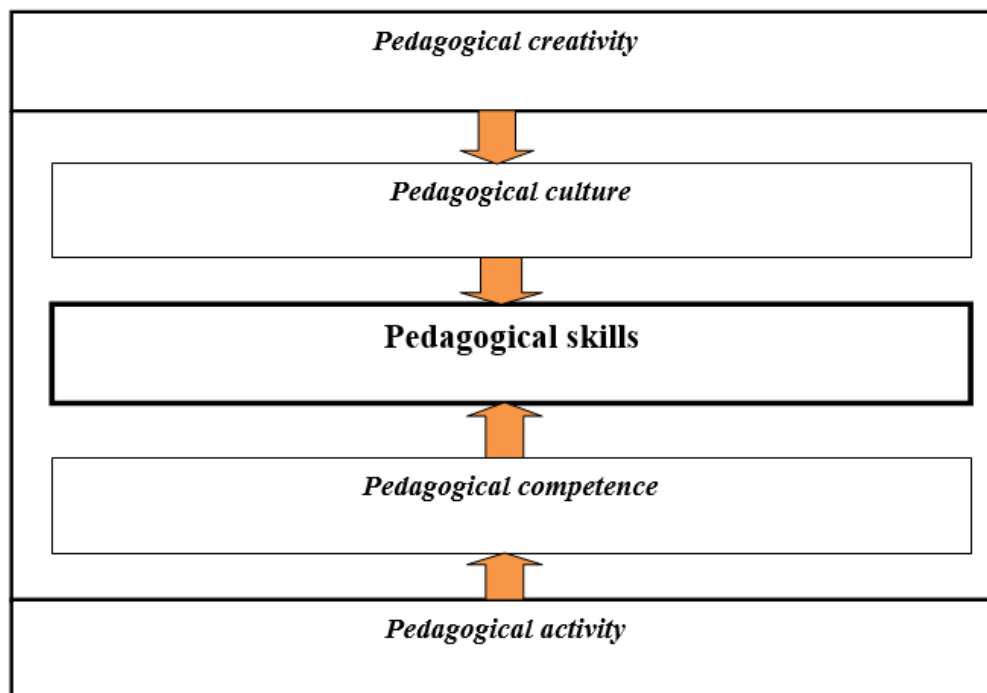 Pedagogical creativity
Pedagogical culture
Pedagogical skills
Pedagogical competence
Pedagogical activity